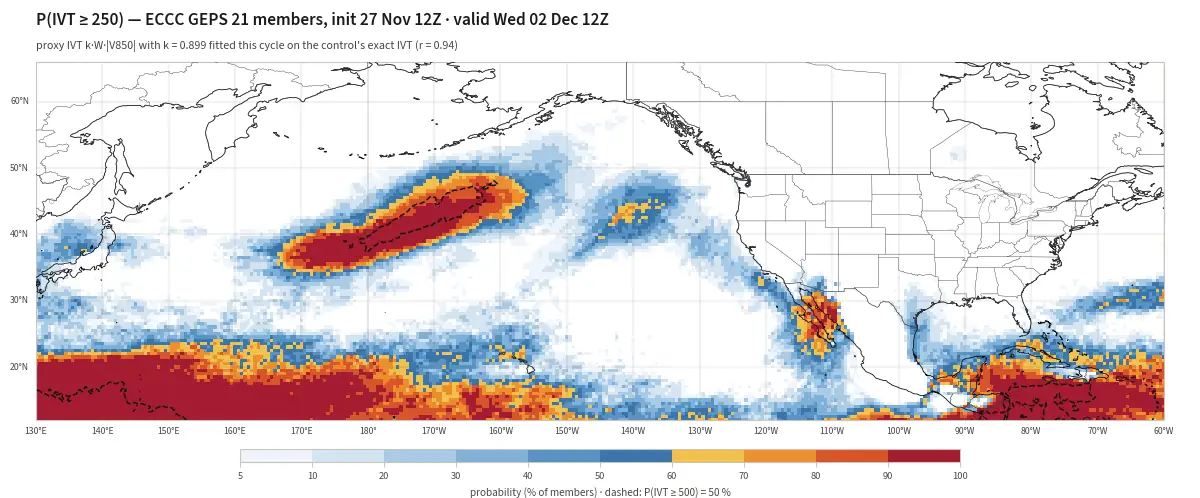 P(IVT ≥ 250) — ECCC GEPS 21 members, init 27 Nov 12Z · valid Wed 02 Dec 12Z
proxy IVT k·W·|V850| with k = 0.899 fitted this cycle on the control's exact IVT (r = 0.94)
60°N
50°N
40°N
30°N
20°N
130°E 140°E 150°E 160°E 170°E 180° 170°W 160°W 150°W 140°W 130°W 120°W 110°W 100°W 90°W 80°W 70°W 60°W
5 10 20 30 40 50 60 70 80 90 100
probability (% of members) · dashed: P(IVT ≥ 500) = 50 %